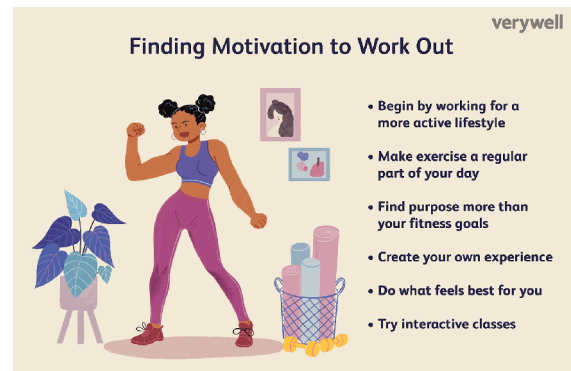 verywell
Finding Motivation to Work Out
• Begin by working for a
more active lifestyle
• Make exercise a regular
part of your day
• Find purpose more than
your fitness goals
• Create your own experience
• Do what feels best for you
• Try interactive classes